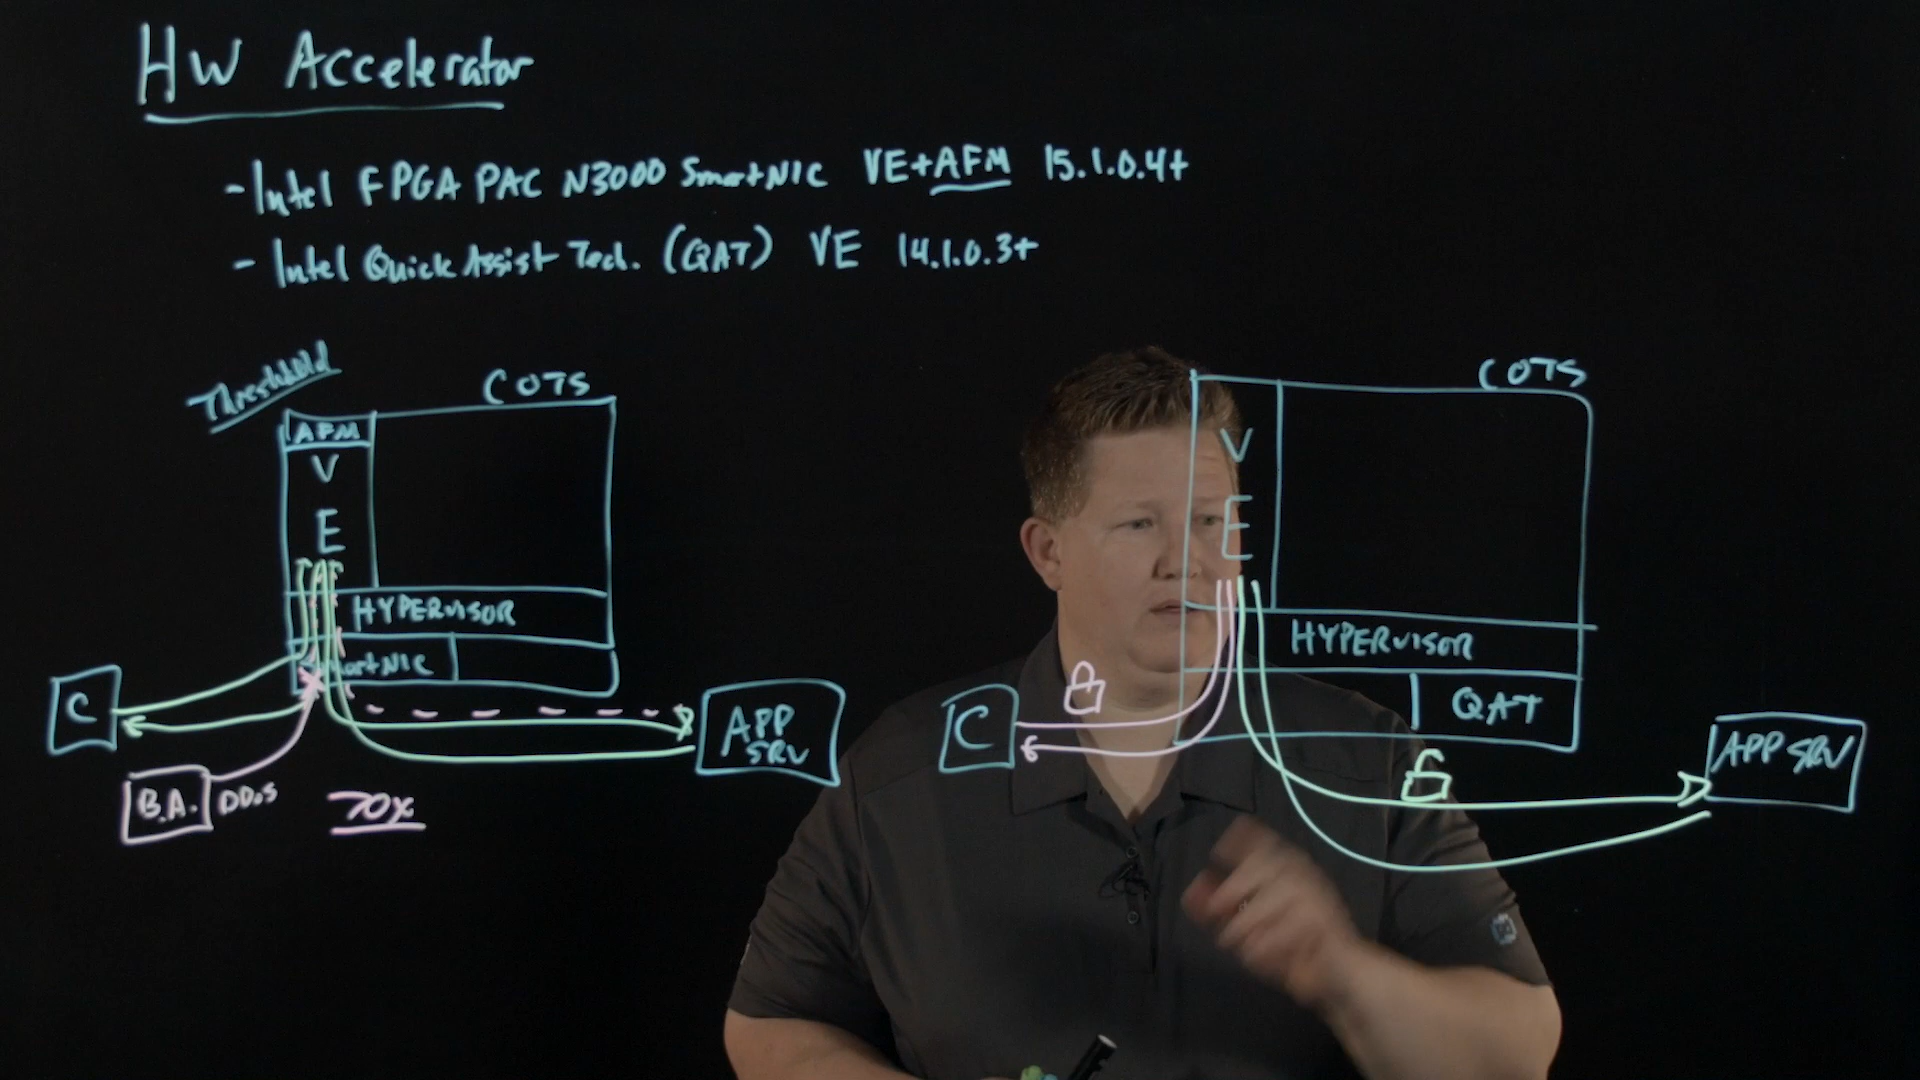 HW Accelerator
- Intel FPGA PAC N3000 SmartNIC VE+AFM 15.1.0.4+
- Intel QuickAssist Tech. (QAT) VE 14.1.0.3+
Threshold
COTS
AFM
V
E
HYPERVISOR
SmartNIC
C
APP
SRV
B.A.
DDoS
70x
COTS
V
E
HYPERVISOR
QAT
C
APP SRV